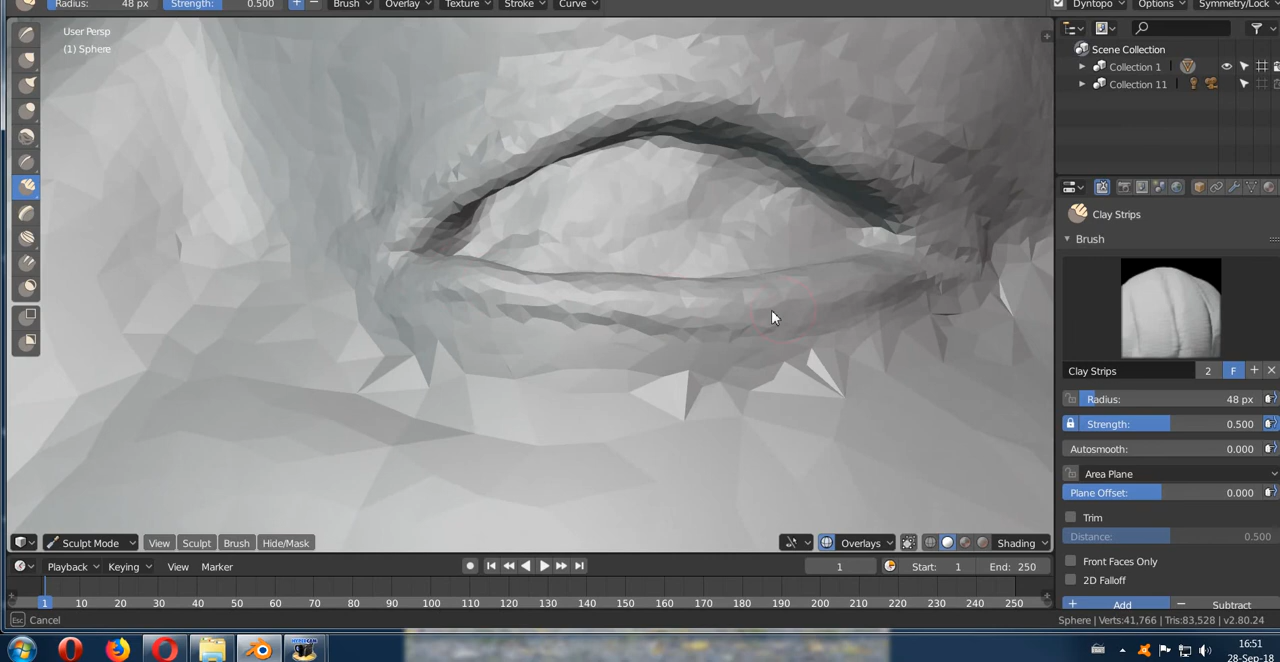 Radius: 48 px Strength: 0.500 + − Brush Overlay Texture Stroke Curve Dyntopo Options Symmetry/Lock
User Persp
(1) Sphere
Scene Collection
Collection 1
Collection 11
Clay Strips
Brush
Clay Strips 2 F
Radius: 48 px
Strength: 0.500
Autosmooth: 0.000
Area Plane
Plane Offset: 0.000
Trim
Distance: 0.500
Front Faces Only
2D Falloff
Add Subtract
Sculpt Mode View Sculpt Brush Hide/Mask Overlays Shading
Playback Keying View Marker 1 Start: 1 End: 250
1 10 20 30 40 50 60 70 80 90 100 110 120 130 140 150 160 170 180 190 200 210 220 230 240 250
Esc Cancel Sphere | Verts:41,766 | Tris:83,528 | v2.80.24
16:51
28-Sep-18